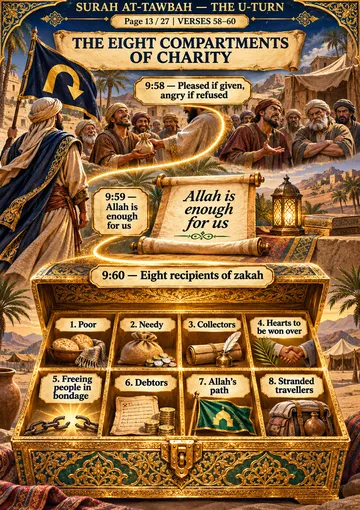 SURAH AT-TAWBAH — THE U-TURN
Page 13 / 27 | VERSES 58–60
THE EIGHT COMPARTMENTS
OF CHARITY
9:58 — Pleased if given,
angry if refused
9:59 —
Allah is
enough
for us
Allah is
enough
for us
9:60 — Eight recipients of zakah
1. Poor
2. Needy
3. Collectors
4. Hearts to
be won over
5. Freeing
people in
bondage
6. Debtors
7. Allah's
path
8. Stranded
travellers